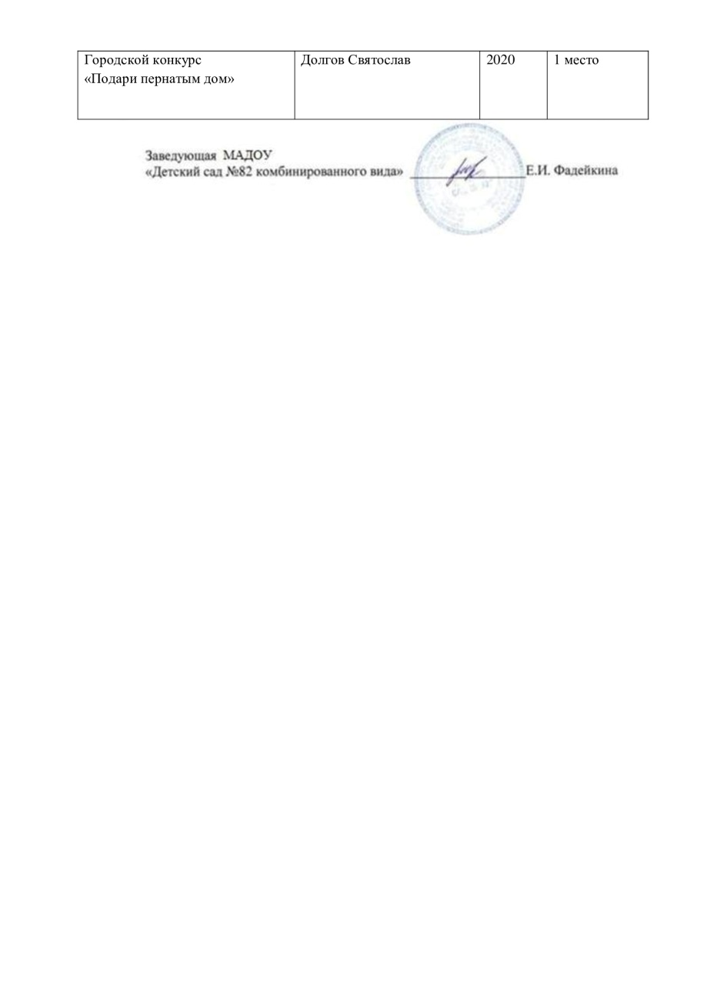 Городской конкурс
«Подари пернатым дом»
Долгов Святослав
2020
1 место
Заведующая МАДОУ
«Детский сад №82 комбинированного вида»
Е.И. Фадейкина